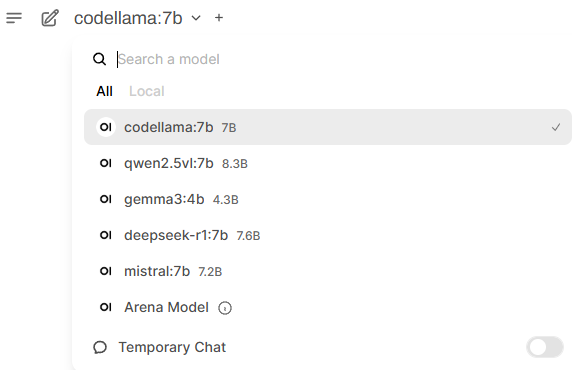 codellama:7b
Search a model
All Local
OI codellama:7b 7B
OI qwen2.5vl:7b 8.3B
OI gemma3:4b 4.3B
OI deepseek-r1:7b 7.6B
OI mistral:7b 7.2B
OI Arena Model
Temporary Chat